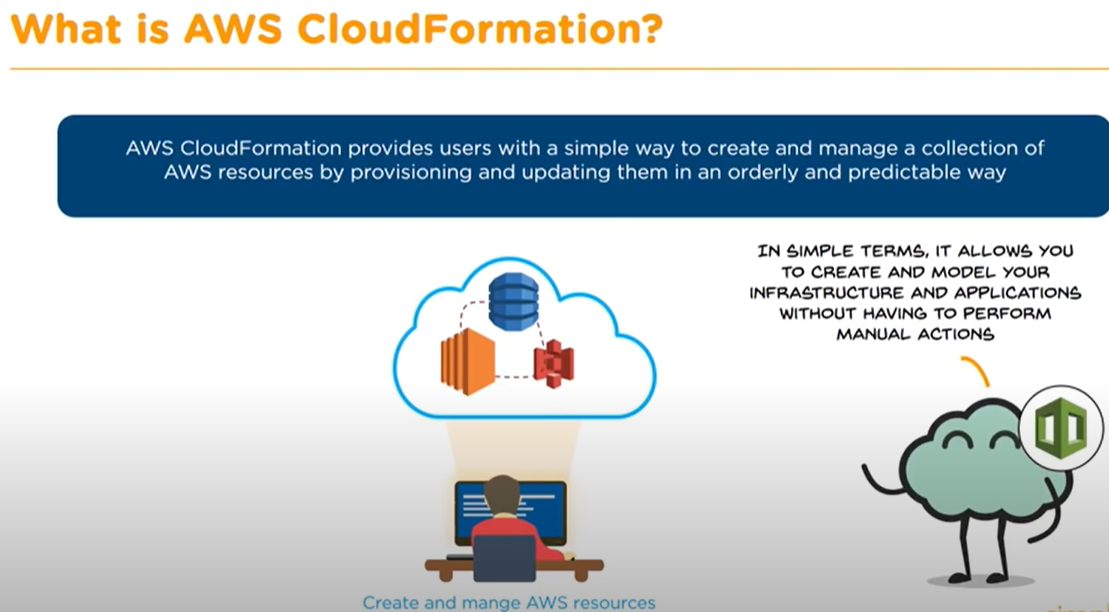 What is AWS CloudFormation?
AWS CloudFormation provides users with a simple way to create and manage a collection of
AWS resources by provisioning and updating them in an orderly and predictable way
IN SIMPLE TERMS, IT ALLOWS YOU
TO CREATE AND MODEL YOUR
INFRASTRUCTURE AND APPLICATIONS
WITHOUT HAVING TO PERFORM
MANUAL ACTIONS
Create and mange AWS resources